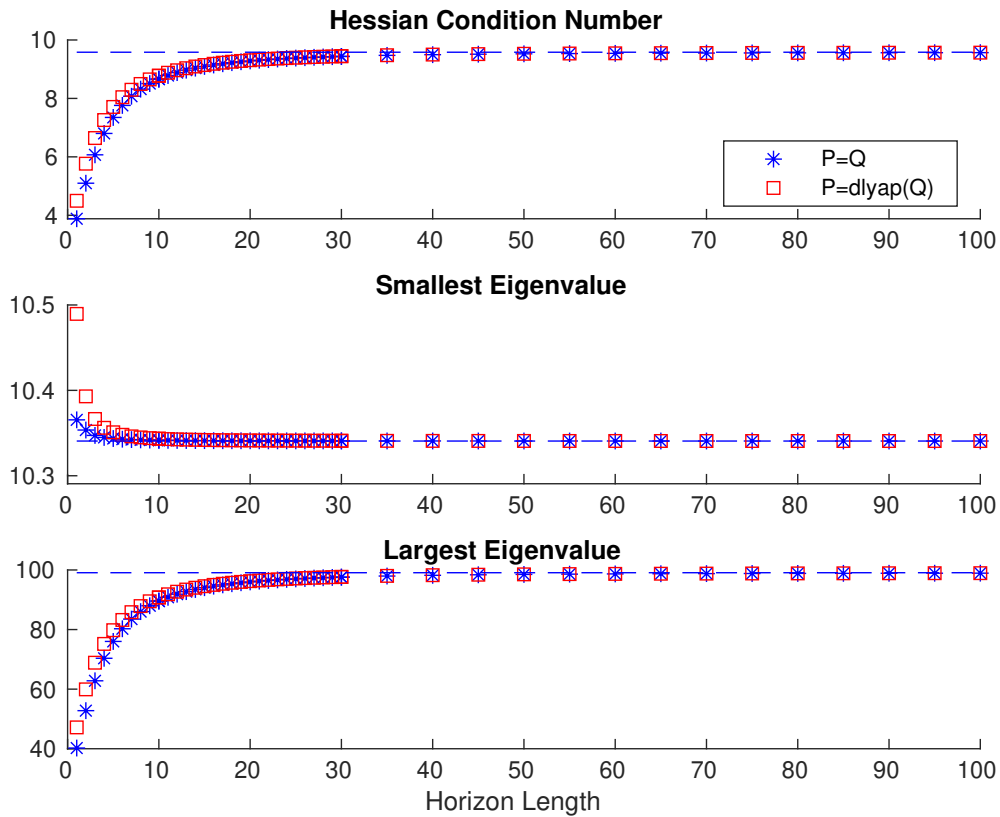 Hessian Condition Number
10
8
6
4
P=Q
P=dlyap(Q)
0 10 20 30 40 50 60 70 80 90 100
Smallest Eigenvalue
10.5
10.4
10.3
0 10 20 30 40 50 60 70 80 90 100
Largest Eigenvalue
100
80
60
40
0 10 20 30 40 50 60 70 80 90 100
Horizon Length